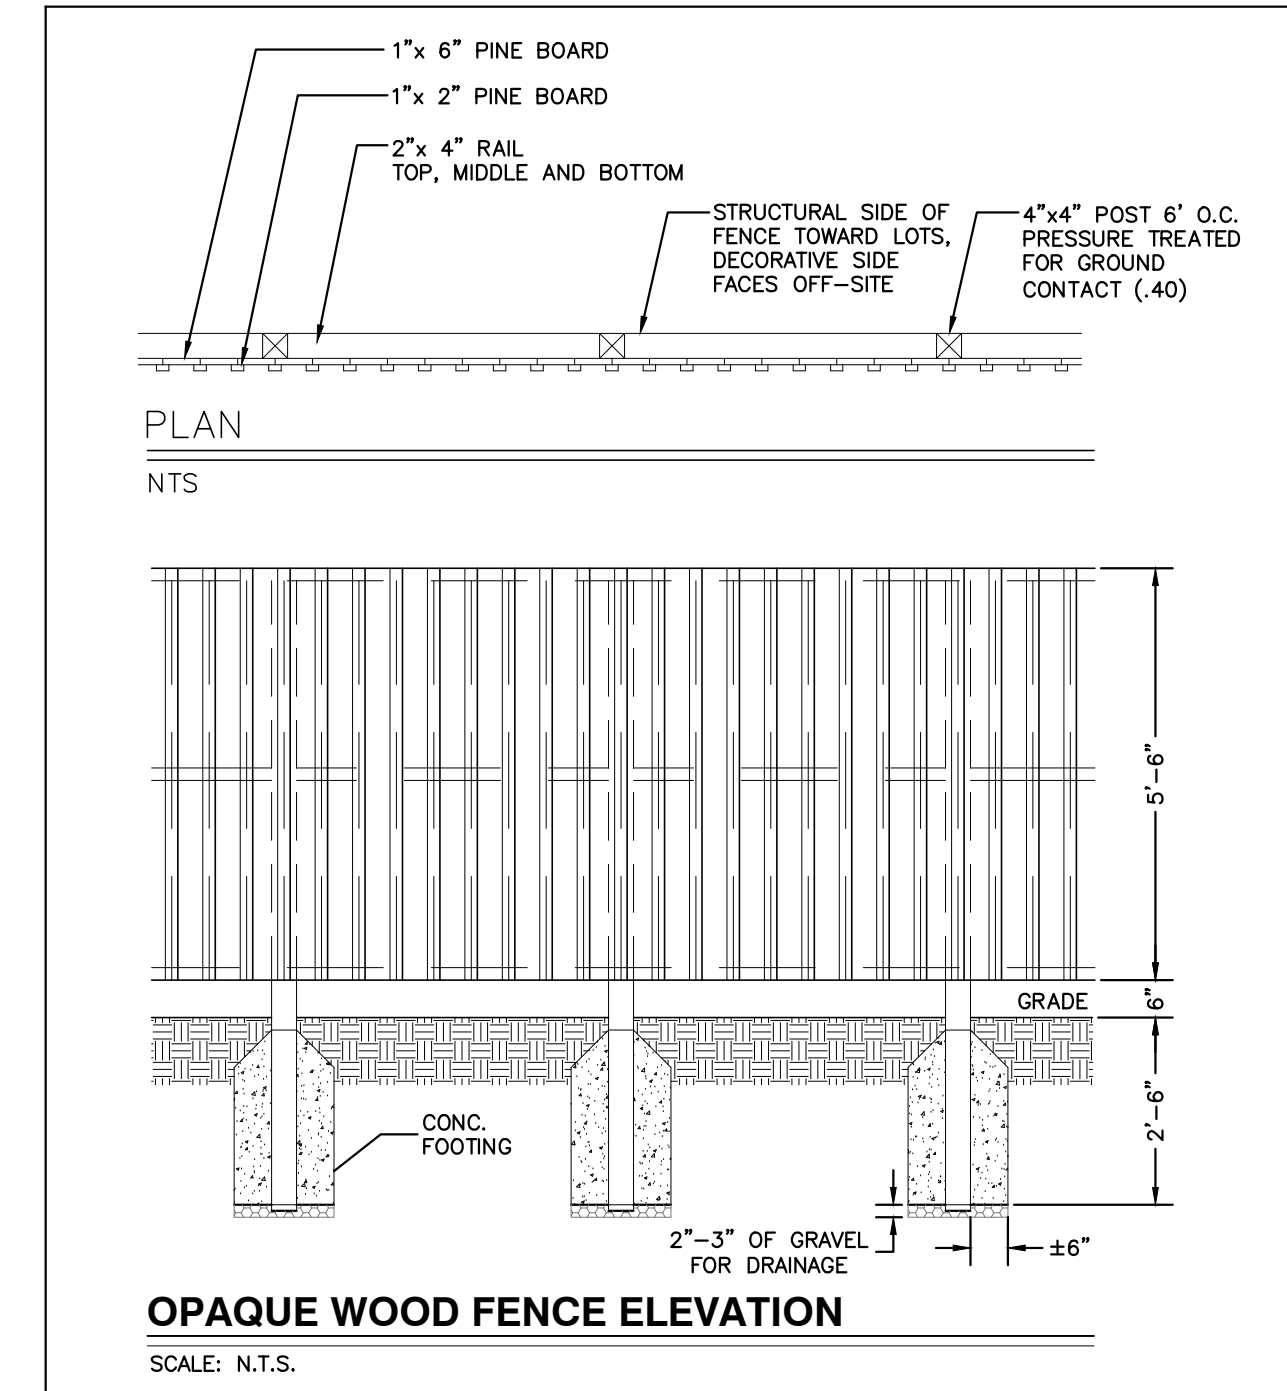 1”x 6” PINE BOARD
1”x 2” PINE BOARD
2”x 4” RAIL
TOP, MIDDLE AND BOTTOM
STRUCTURAL SIDE OF
FENCE TOWARD LOTS,
DECORATIVE SIDE
FACES OFF–SITE
4”x4” POST 6’ O.C.
PRESSURE TREATED
FOR GROUND
CONTACT (.40)
PLAN
NTS
5’–6”
GRADE
6”
2’–6”
CONC.
FOOTING
2”–3” OF GRAVEL
FOR DRAINAGE
±6”
OPAQUE WOOD FENCE ELEVATION
SCALE: N.T.S.